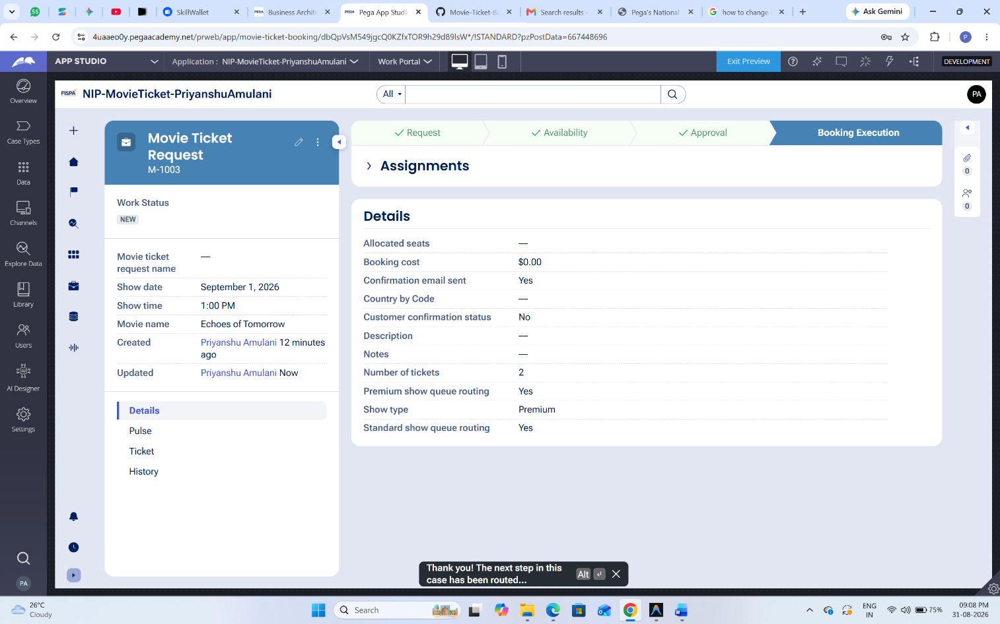 55
SkillWallet
PEGA Business Archite
PEGA Pega App Studi
Movie-Ticket-B
Search results -
Pega's National
how to change
Ask Gemini
4uaaeo0y.pegaacademy.net/prweb/app/movie-ticket-booking/dbQpVsM549jgcQ0KZfxTOR9h29d89lsW*/!STANDARD?pzPostData=667448696
P
APP STUDIO
Application : NIP-MovieTicket-PriyanshuAmulani
Work Portal
Exit Preview
DEVELOPMENT
Overview
Case Types
Data
Channels
Explore Data
Library
Users
AI Designer
Settings
PA
FISPA NIP-MovieTicket-PriyanshuAmulani
All
PA
Movie Ticket
Request
M-1003
Work Status
NEW
Movie ticket
request name —
Show date September 1, 2026
Show time 1:00 PM
Movie name Echoes of Tomorrow
Created Priyanshu Amulani 12 minutes
ago
Updated Priyanshu Amulani Now
Details
Pulse
Ticket
History
Request
Availability
Approval
Booking Execution
Assignments
Details
Allocated seats —
Booking cost $0.00
Confirmation email sent Yes
Country by Code —
Customer confirmation status No
Description —
Notes —
Number of tickets 2
Premium show queue routing Yes
Show type Premium
Standard show queue routing Yes
0
0
Thank you! The next step in this
case has been routed...
Alt
26°C
Cloudy
Search
ENG
IN
75%
09:08 PM
31-08-2026